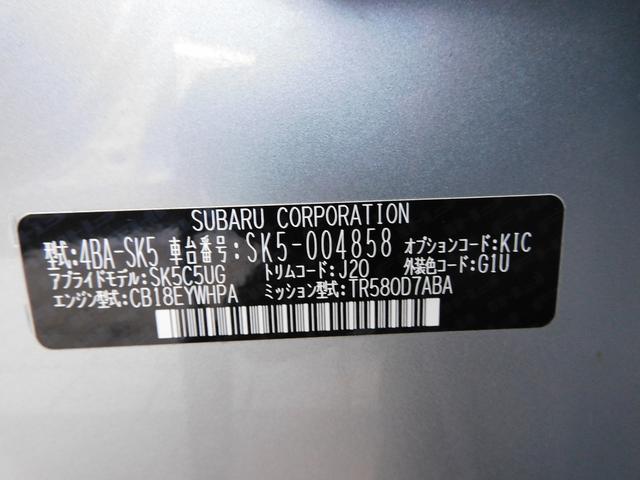 SUBARU CORPORATION
型式:4BA-SK5 車台番号:SK5-004858 オプションコード:KIC
アプライドモデル:SK5C5UG トリムコード:J20 外装色コード:G1U
エンジン型式:CB18EYWHPA ミッション型式:TR580D7ABA